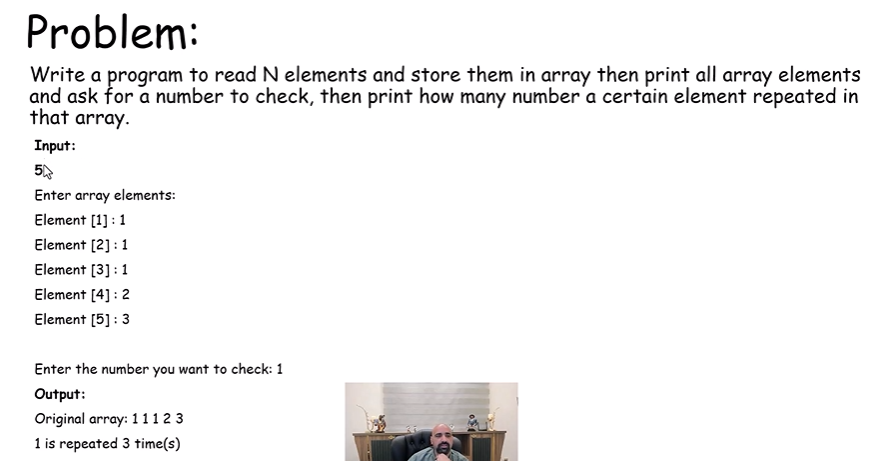 Problem:
Write a program to read N elements and store them in array then print all array elements
and ask for a number to check, then print how many number a certain element repeated in
that array.
Input:
5
Enter array elements:
Element [1] : 1
Element [2] : 1
Element [3] : 1
Element [4] : 2
Element [5] : 3
Enter the number you want to check: 1
Output:
Original array: 1 1 1 2 3
1 is repeated 3 time(s)